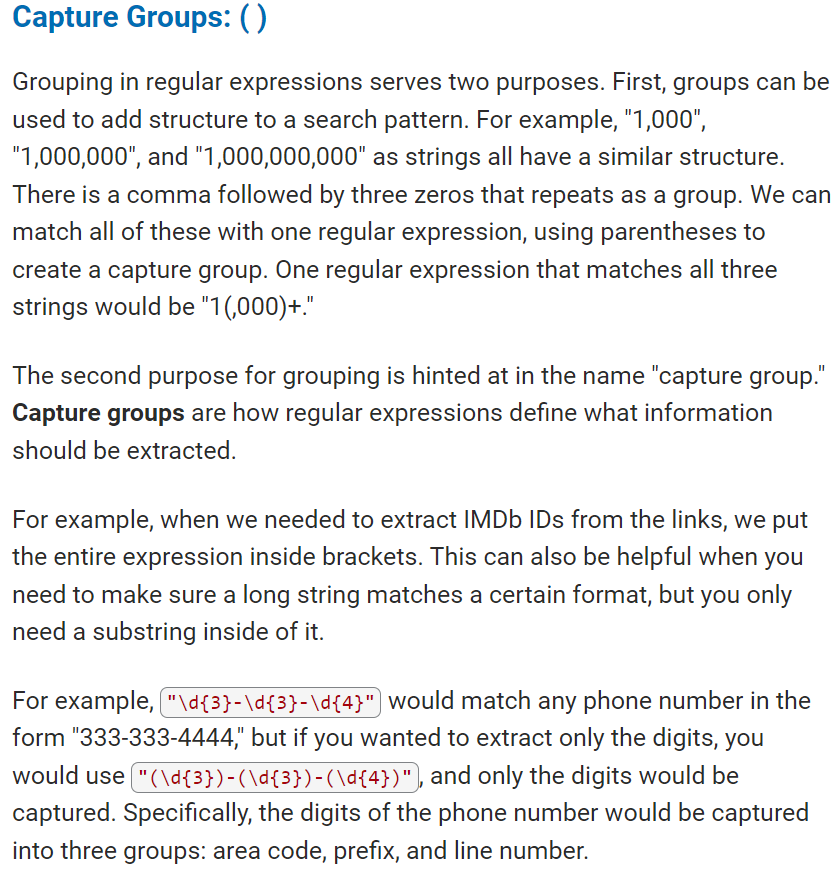 Capture Groups: ( )
Grouping in regular expressions serves two purposes. First, groups can be
used to add structure to a search pattern. For example, "1,000",
"1,000,000", and "1,000,000,000" as strings all have a similar structure.
There is a comma followed by three zeros that repeats as a group. We can
match all of these with one regular expression, using parentheses to
create a capture group. One regular expression that matches all three
strings would be "1(,000)+."
The second purpose for grouping is hinted at in the name "capture group."
Capture groups are how regular expressions define what information
should be extracted.
For example, when we needed to extract IMDb IDs from the links, we put
the entire expression inside brackets. This can also be helpful when you
need to make sure a long string matches a certain format, but you only
need a substring inside of it.
For example, "\d{3}-\d{3}-\d{4}" would match any phone number in the
form "333-333-4444," but if you wanted to extract only the digits, you
would use "(\d{3})-(\d{3})-(\d{4})", and only the digits would be
captured. Specifically, the digits of the phone number would be captured
into three groups: area code, prefix, and line number.